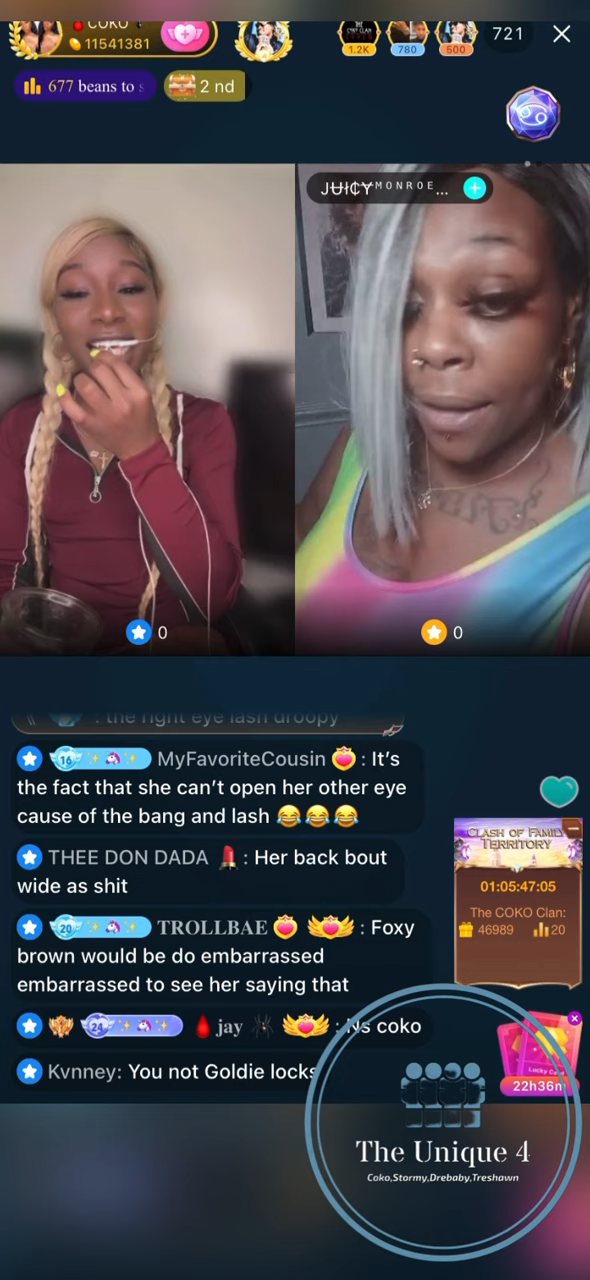 COKO
11541381
1.2K
780
500
721
677 beans to s
2 nd
JUICY MONROE...
0
0
: the right eye lash droopy
16 MyFavoriteCousin : It’s
the fact that she can’t open her other eye
cause of the bang and lash 😂😂😂
THEE DON DADA 💄 : Her back bout
wide as shit
20 TROLLBAE : Foxy
brown would be do embarrassed
embarrassed to see her saying that
24 🩸jay 🕷 : Ns coko
Kvnney: You not Goldie locks
CLASH OF FAMILY
TERRITORY
01:05:47:05
The COKO Clan:
46989 20
Lucky Ca
22h36m
The Unique 4
Coko,Stormy,Drebaby,Treshawn